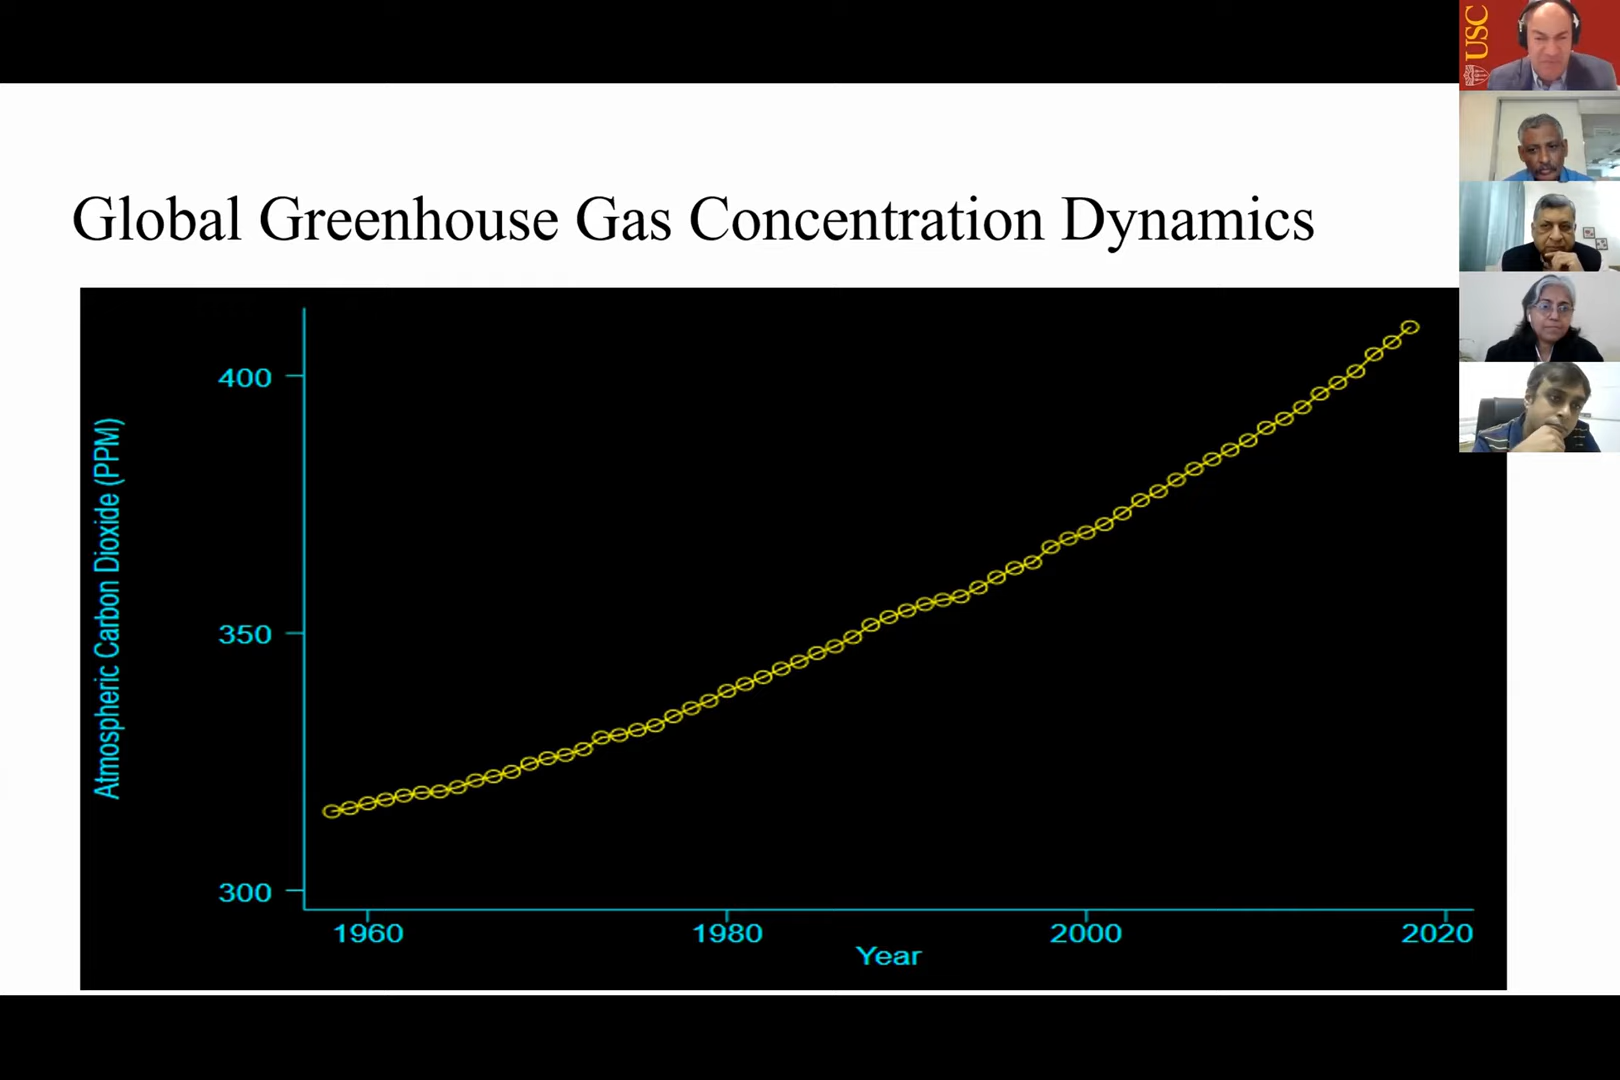 Global Greenhouse Gas Concentration Dynamics
USC
Atmospheric Carbon Dioxide (PPM)
400
350
300
1960
1980
2000
2020
Year